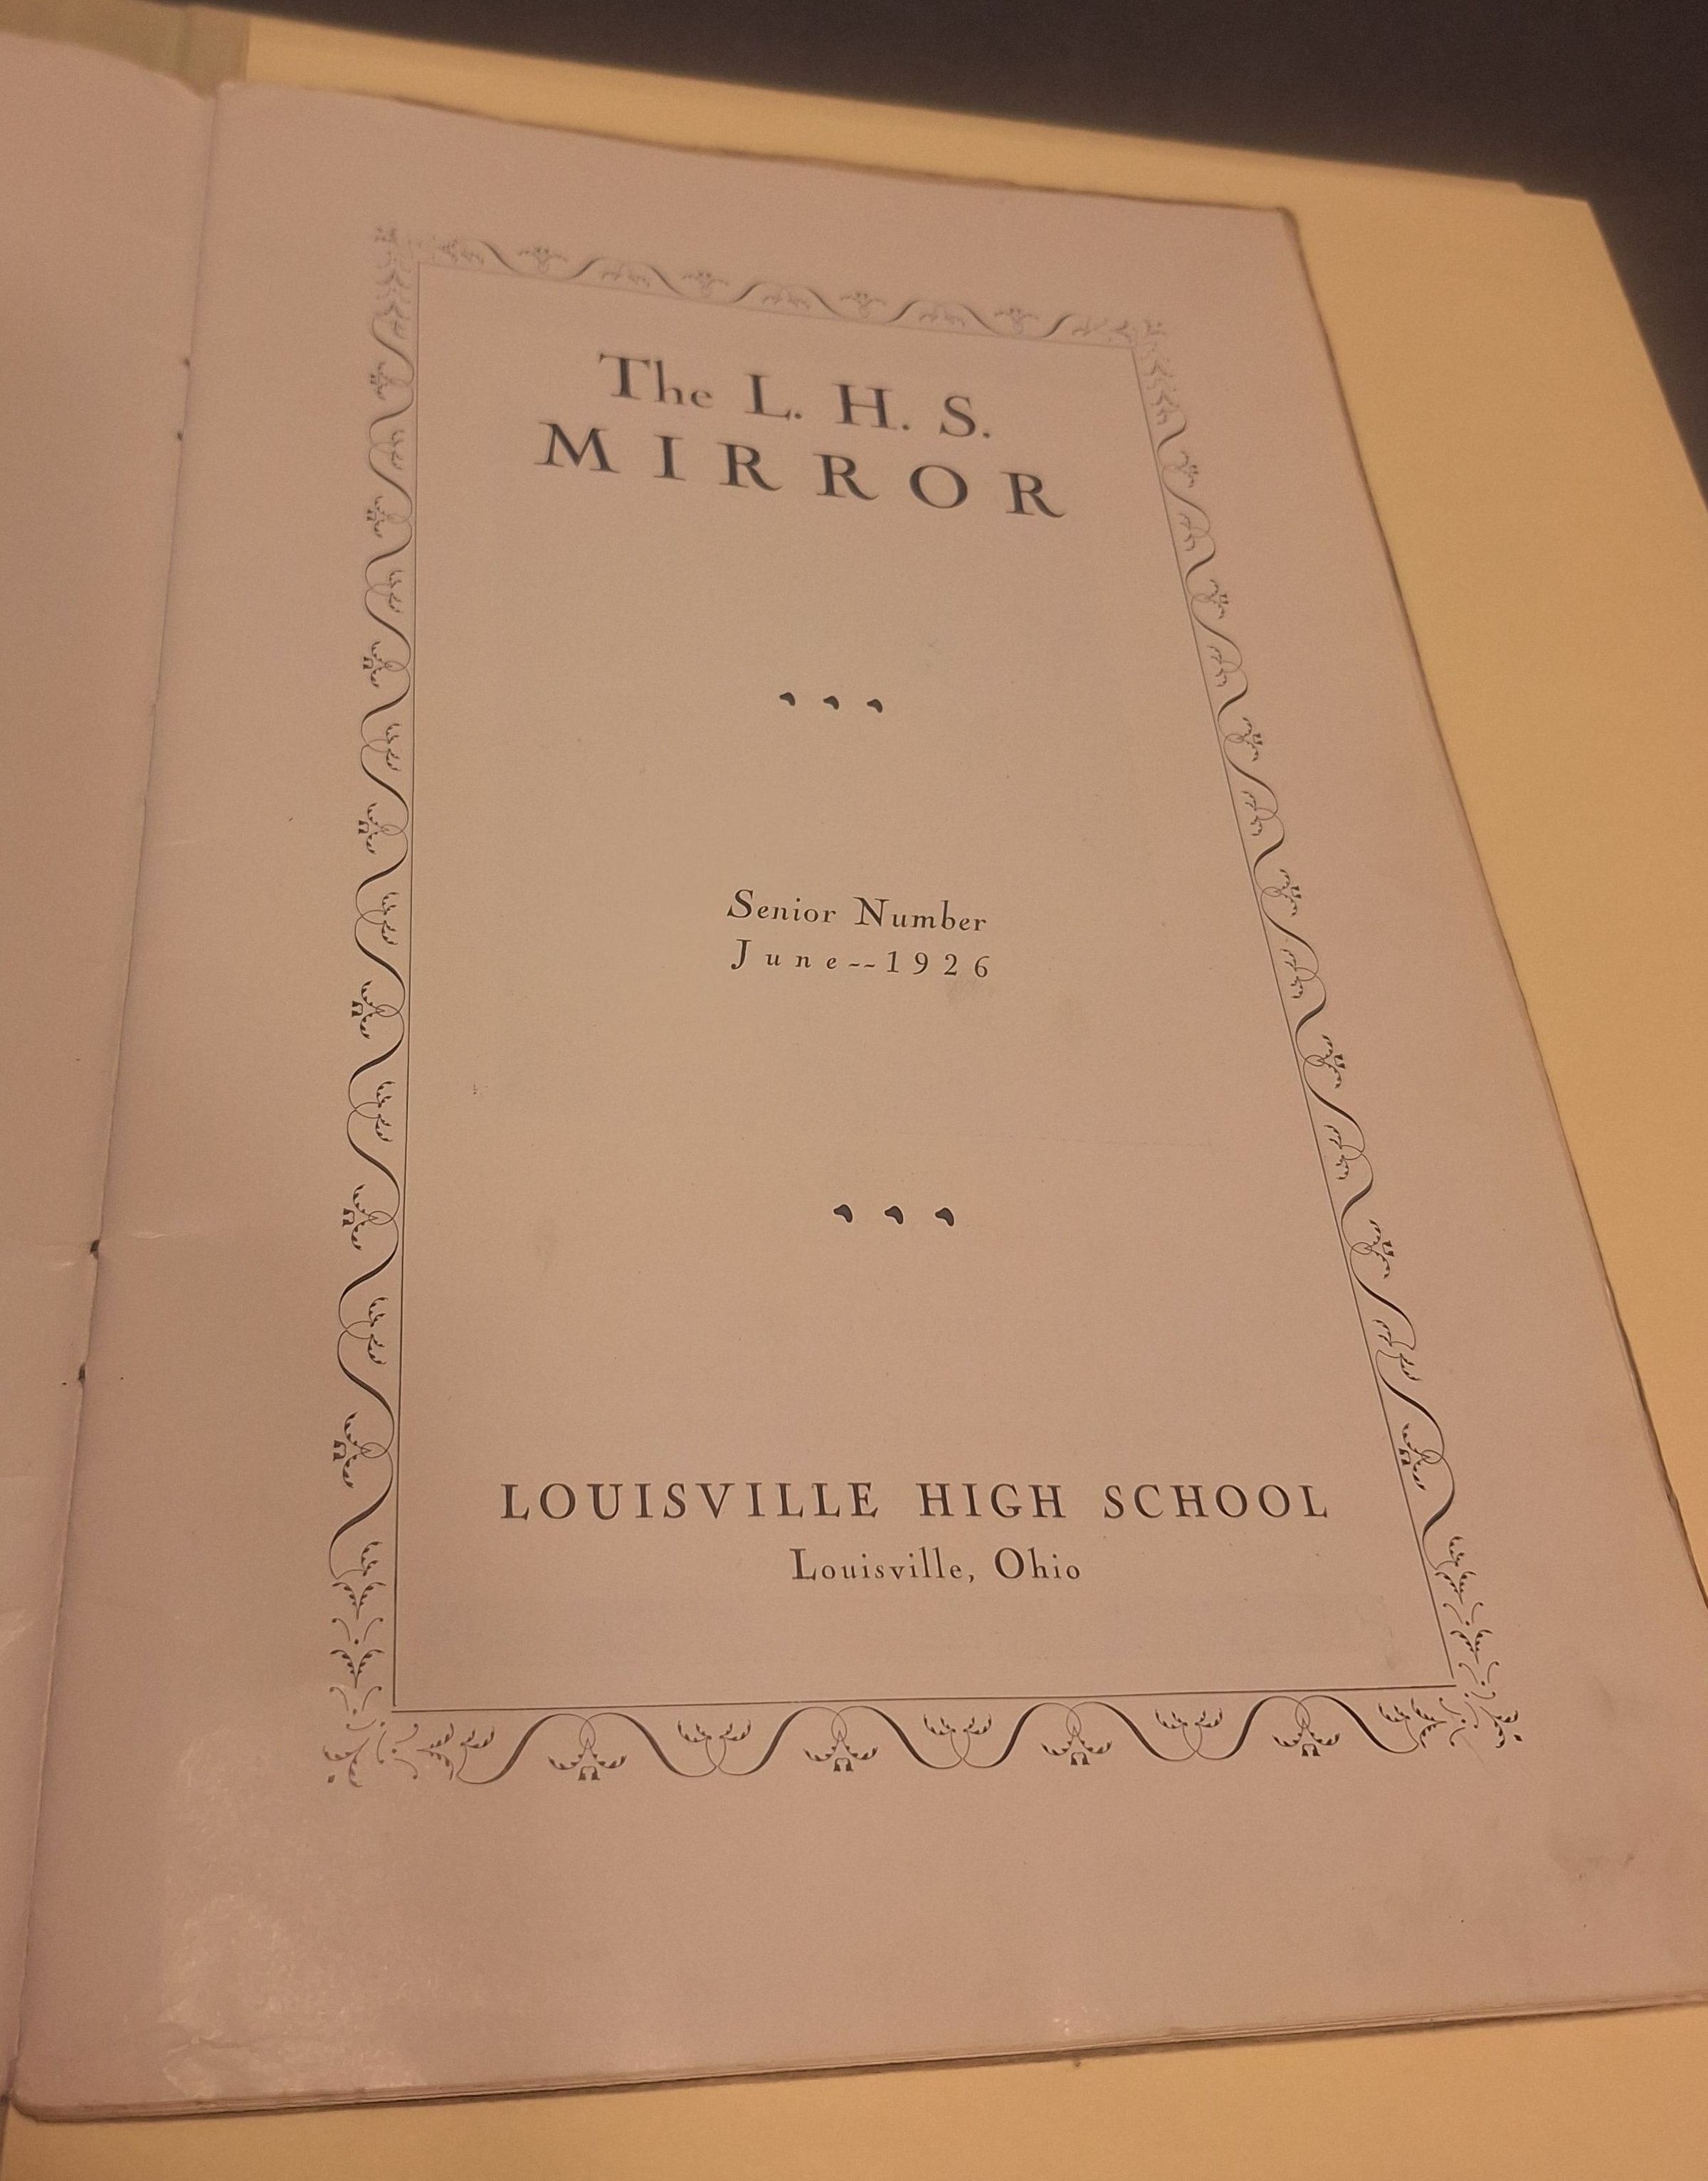 The L. H. S.
MIRROR
Senior Number
June--1926
LOUISVILLE HIGH SCHOOL
Louisville, Ohio